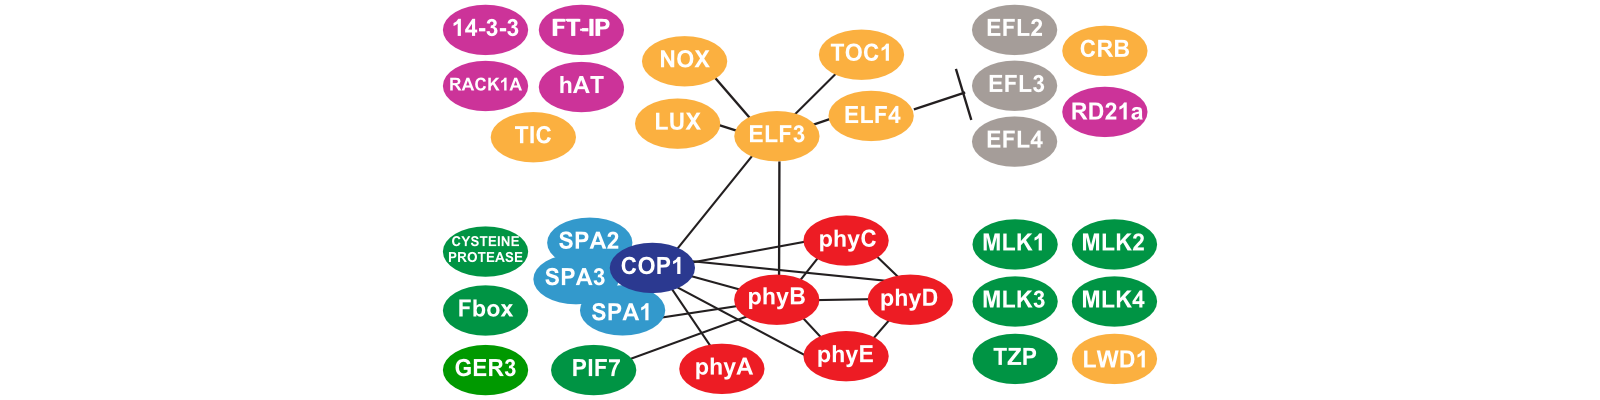 14-3-3
FT-IP
RACK1A
hAT
TIC
NOX
TOC1
LUX
ELF3
ELF4
EFL2
CRB
EFL3
RD21a
EFL4
CYSTEINE
PROTEASE
SPA2
SPA3
COP1
SPA1
Fbox
GER3
PIF7
phyA
phyB
phyC
phyD
phyE
MLK1
MLK2
MLK3
MLK4
TZP
LWD1